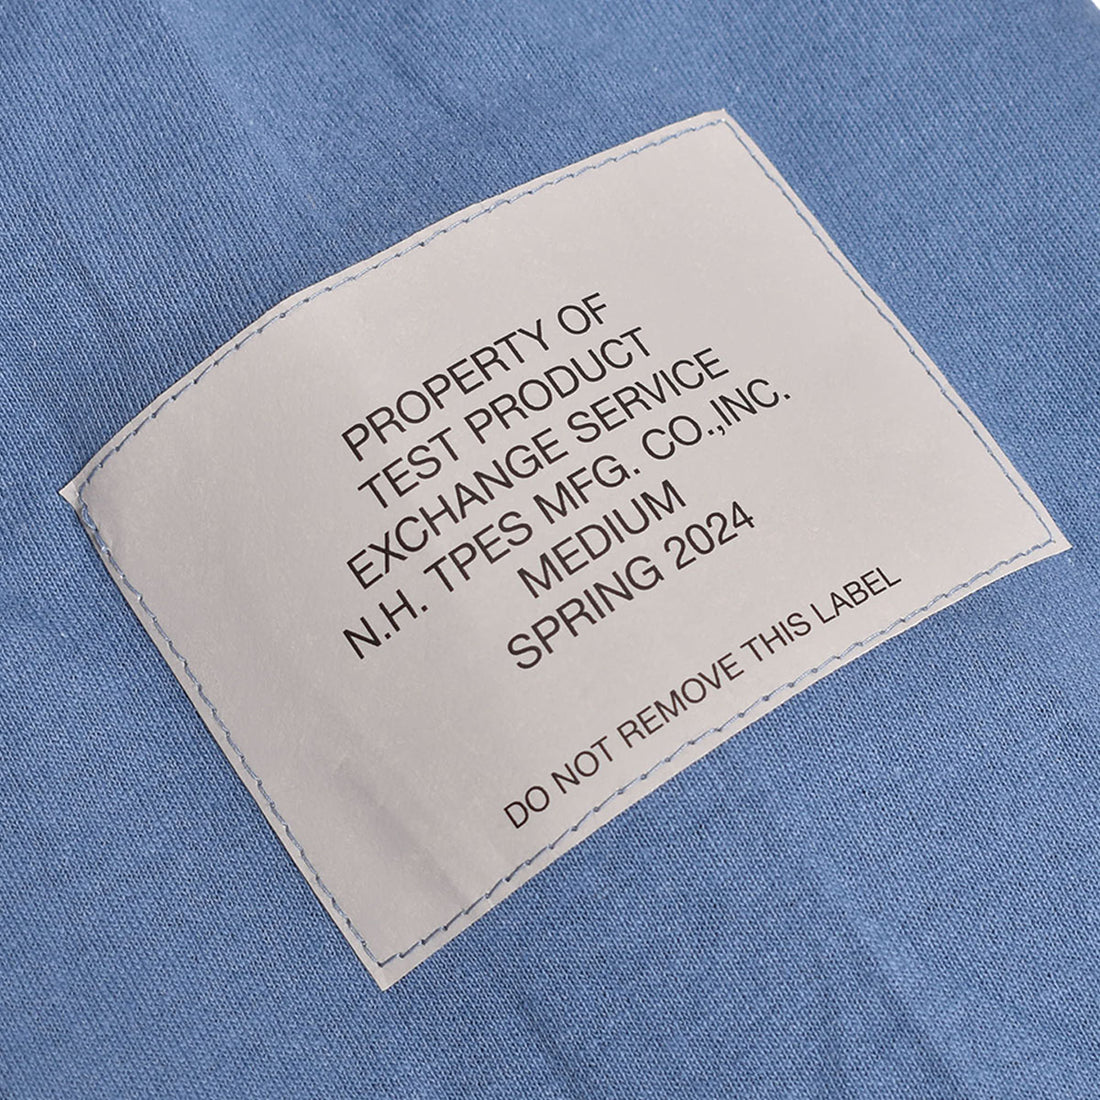 PROPERTY OF
TEST PRODUCT
EXCHANGE SERVICE
N.H. TPES MFG. CO.,INC.
MEDIUM
SPRING 2024
DO NOT REMOVE THIS LABEL